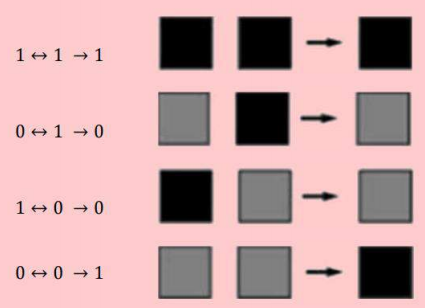 1 ↔ 1 → 1
0 ↔ 1 → 0
1 ↔ 0 → 0
0 ↔ 0 → 1